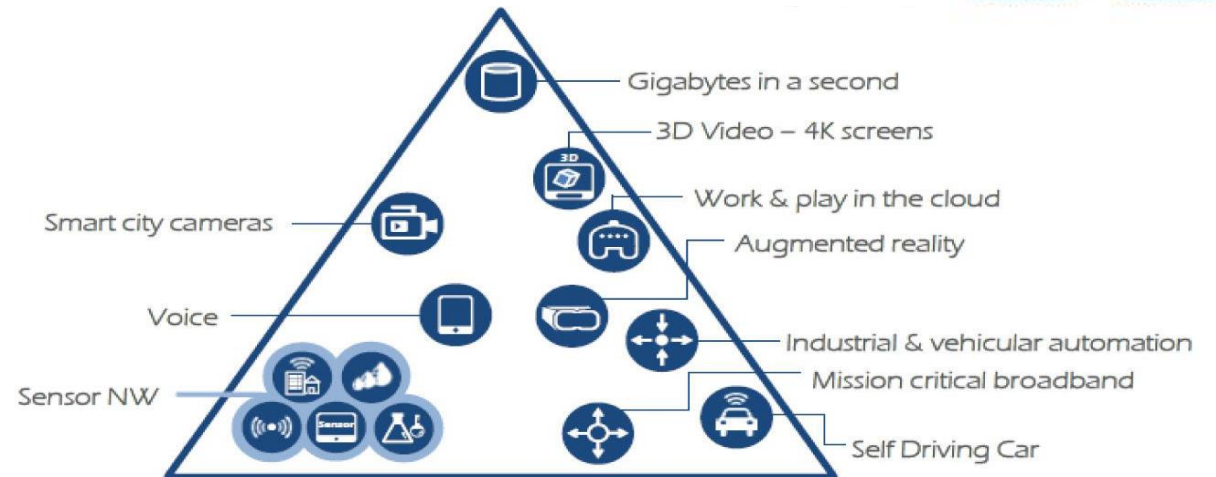 Gigabytes in a second
3D Video – 4K screens
3D
Work & play in the cloud
Smart city cameras
Augmented reality
Voice
Industrial & vehicular automation
Mission critical broadband
Sensor NW
Sensor
Self Driving Car